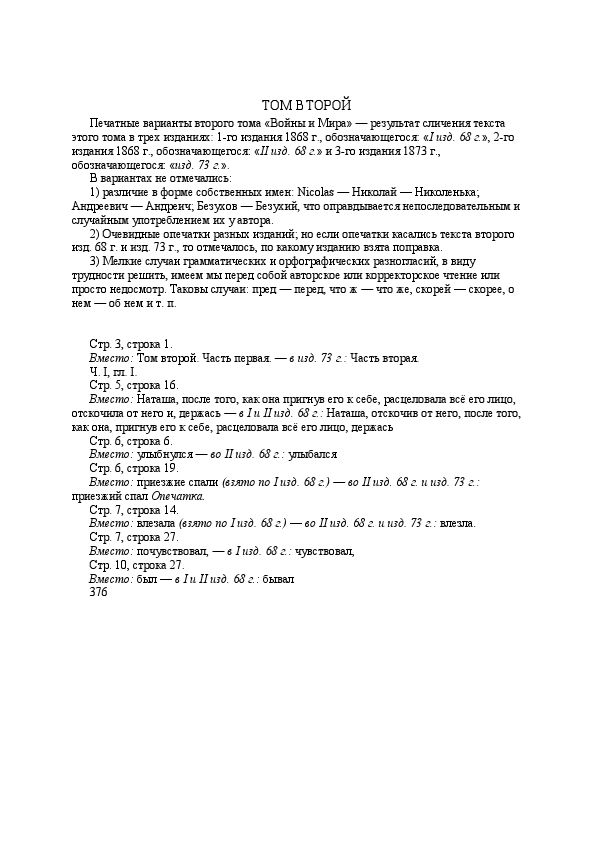 ТОМ ВТОРОЙ
Печатные варианты второго тома «Войны и Мира» — результат сличения текста
этого тома в трех изданиях: 1-го издания 1868 г., обозначающегося: «I изд. 68 г.», 2-го
издания 1868 г., обозначающегося: «II изд. 68 г.» и 3-го издания 1873 г.,
обозначающегося: «изд. 73 г.».
В вариантах не отмечались:
1) различие в форме собственных имен: Nicolas — Николай — Николенька;
Андреевич — Андреич; Безухов — Безухий, что оправдывается непоследовательным и
случайным употреблением их у автора.
2) Очевидные опечатки разных изданий; но если опечатки касались текста второго
изд. 68 г. и изд. 73 г., то отмечалось, по какому изданию взята поправка.
3) Мелкие случаи грамматических и орфографических разногласий, в виду
трудности решить, имеем мы перед собой авторское или корректорское чтение или
просто недосмотр. Таковы случаи: пред — перед, что ж — что же, скорей — скорее, о
нем — об нем и т. п.
Стр. 3, строка 1.
Вместо: Том второй. Часть первая. — в изд. 73 г.: Часть вторая.
Ч. I, гл. I.
Стр. 5, строка 16.
Вместо: Наташа, после того, как она пригнув его к себе, расцеловала всё его лицо,
отскочила от него и, держась — в I и II изд. 68 г.: Наташа, отскочив от него, после того,
как она, пригнув его к себе, расцеловала всё его лицо, держась
Стр. 6, строка 6.
Вместо: улыбнулся — во II изд. 68 г.: улыбался
Стр. 6, строка 19.
Вместо: приезжие спали (взято по I изд. 68 г.) — во II изд. 68 г. и изд. 73 г.:
приезжий спал Опечатка.
Стр. 7, строка 14.
Вместо: влезала (взято по I изд. 68 г.) — во II изд. 68 г. и изд. 73 г.: влезла.
Стр. 7, строка 27.
Вместо: почувствовал, — в I изд. 68 г.: чувствовал,
Стр. 10, строка 27.
Вместо: был — в I и II изд. 68 г.: бывал
376